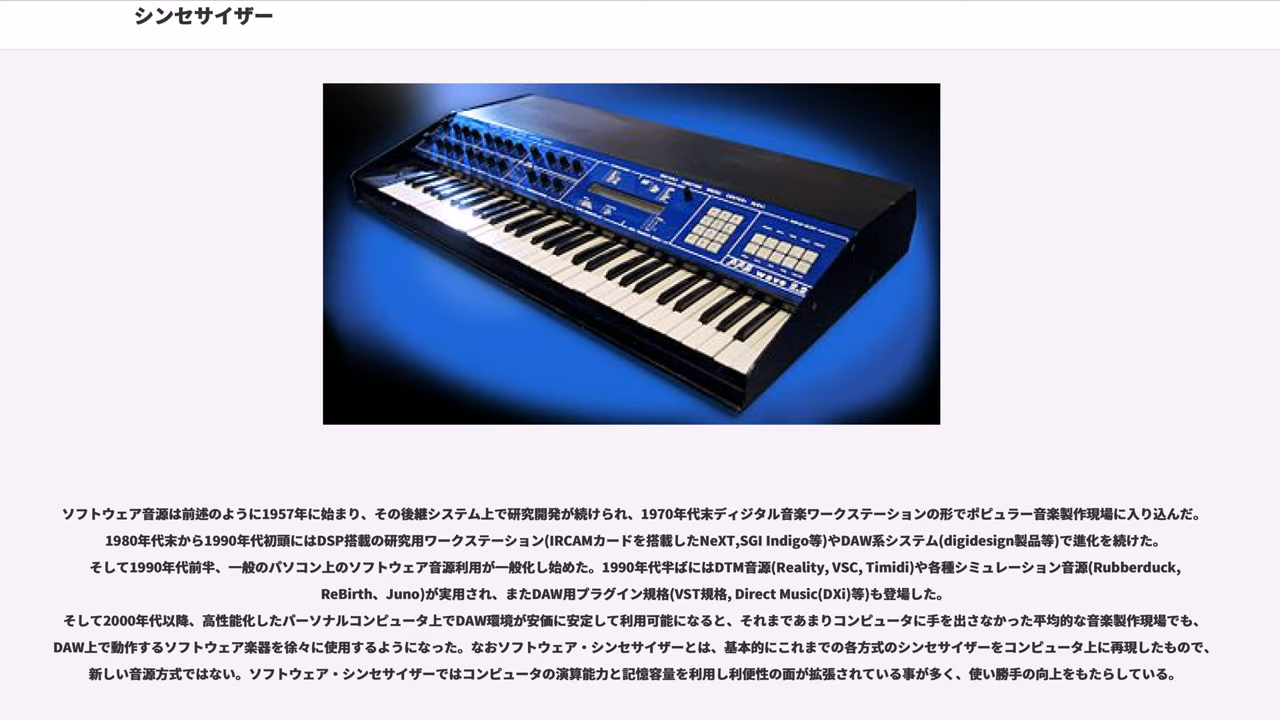 シンセサイザー
wave 2.2
ソフトウェア音源は前述のように1957年に始まり、その後継システム上で研究開発が続けられ、1970年代末ディジタル音楽ワークステーションの形でポピュラー音楽製作現場に入り込んだ。
1980年代末から1990年代初頭にはDSP搭載の研究用ワークステーション(IRCAMカードを搭載したNeXT,SGI Indigo等)やDAW系システム(digidesign製品等)で進化を続けた。
そして1990年代前半、一般のパソコン上のソフトウェア音源利用が一般化し始めた。1990年代半ばにはDTM音源(Reality, VSC, Timidi)や各種シミュレーション音源(Rubberduck,
ReBirth、Juno)が実用され、またDAW用プラグイン規格(VST規格, Direct Music(DXi)等)も登場した。
そして2000年代以降、高性能化したパーソナルコンピュータ上でDAW環境が安価に安定して利用可能になると、それまであまりコンピュータに手を出さなかった平均的な音楽製作現場でも、
DAW上で動作するソフトウェア楽器を徐々に使用するようになった。なおソフトウェア・シンセサイザーとは、基本的にこれまでの各方式のシンセサイザーをコンピュータ上に再現したもので、
新しい音源方式ではない。ソフトウェア・シンセサイザーではコンピュータの演算能力と記憶容量を利用し利便性の面が拡張されている事が多く、使い勝手の向上をもたらしている。